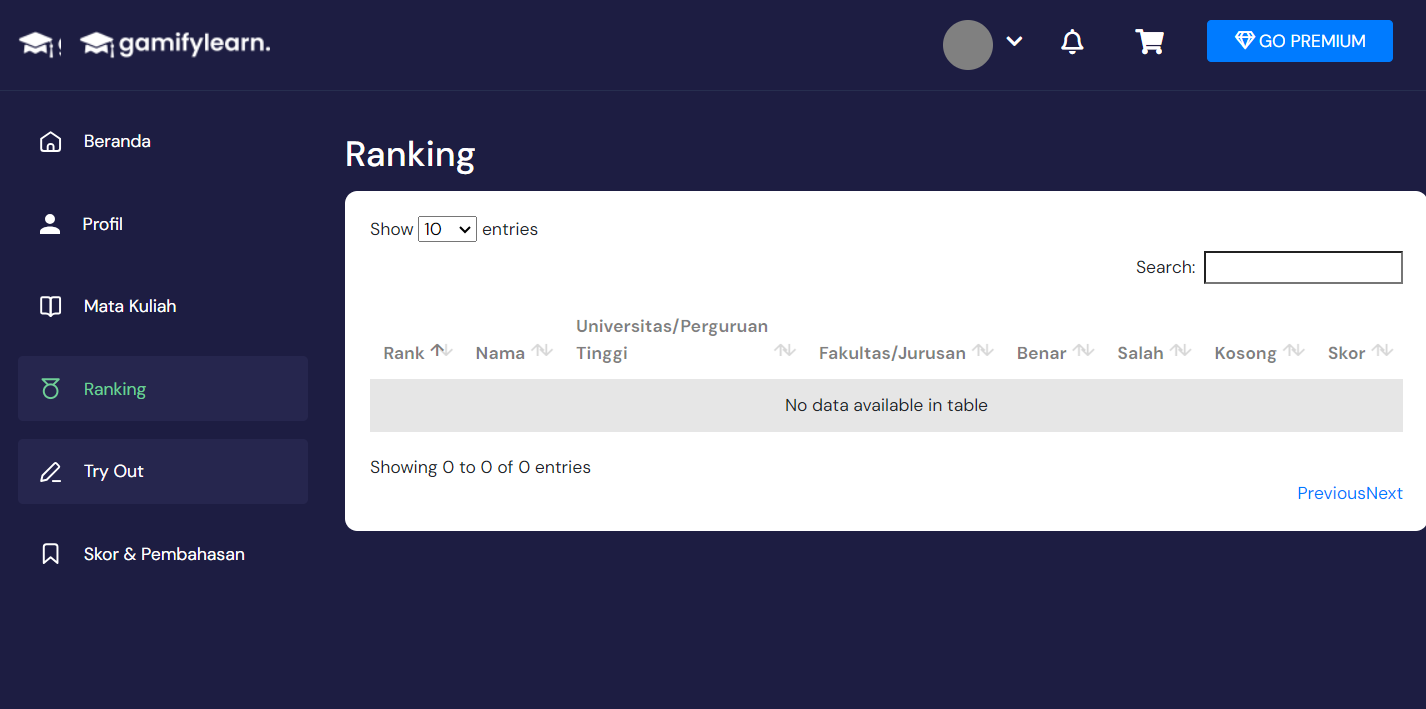 gamifylearn.
GO PREMIUM
Beranda
Profil
Mata Kuliah
Ranking
Try Out
Skor & Pembahasan
Ranking
Show 10 entries
Search:
Rank Nama Universitas/Perguruan Tinggi Fakultas/Jurusan Benar Salah Kosong Skor
No data available in table
Showing 0 to 0 of 0 entries
PreviousNext